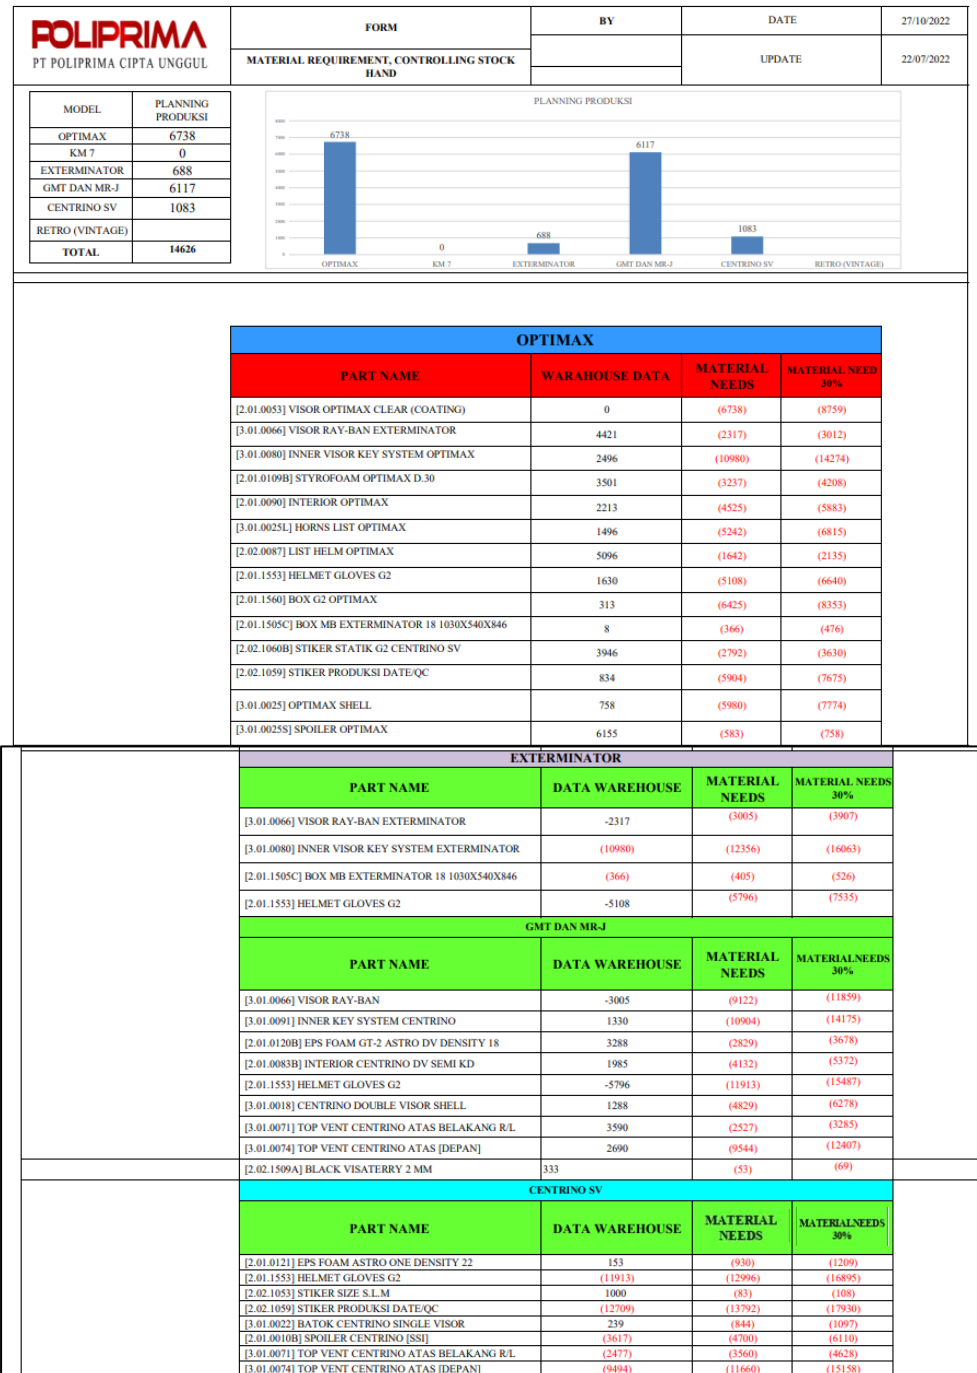 POLIPRIMA
PT POLIPRIMA CIPTA UNGGUL
FORM
BY
DATE
27/10/2022
MATERIAL REQUIREMENT, CONTROLLING STOCK
HAND
UPDATE
22/07/2022
MODEL
PLANNING
PRODUKSI
OPTIMAX 6738
KM 7 0
EXTERMINATOR 688
GMT DAN MR-J 6117
CENTRINO SV 1083
RETRO (VINTAGE)
TOTAL 14626
PLANNING PRODUKSI
8000
7000
6000
5000
4000
3000
2000
1000
0
6738
0
688
6117
1083
OPTIMAX KM 7 EXTERMINATOR GMT DAN MR-J CENTRINO SV RETRO (VINTAGE)
OPTIMAX
PART NAME
WARAHOUSE DATA
MATERIAL
NEEDS
MATERIAL NEED
30%
[2.01.0053] VISOR OPTIMAX CLEAR (COATING) 0 (6738) (8759)
[3.01.0066] VISOR RAY-BAN EXTERMINATOR 4421 (2317) (3012)
[3.01.0080] INNER VISOR KEY SYSTEM OPTIMAX 2496 (10980) (14274)
[2.01.0109B] STYROFOAM OPTIMAX D.30 3501 (3237) (4208)
[2.01.0090] INTERIOR OPTIMAX 2213 (4525) (5883)
[3.01.0025L] HORNS LIST OPTIMAX 1496 (5242) (6815)
[2.02.0087] LIST HELM OPTIMAX 5096 (1642) (2135)
[2.01.1553] HELMET GLOVES G2 1630 (5108) (6640)
[2.01.1560] BOX G2 OPTIMAX 313 (6425) (8353)
[2.01.1505C] BOX MB EXTERMINATOR 18 1030X540X846 8 (366) (476)
[2.02.1060B] STIKER STATIK G2 CENTRINO SV 3946 (2792) (3630)
[2.02.1059] STIKER PRODUKSI DATE/QC 834 (5904) (7675)
[3.01.0025] OPTIMAX SHELL 758 (5980) (7774)
[3.01.0025S] SPOILER OPTIMAX 6155 (583) (758)
EXTERMINATOR
PART NAME
DATA WAREHOUSE
MATERIAL
NEEDS
MATERIAL NEEDS
30%
[3.01.0066] VISOR RAY-BAN EXTERMINATOR -2317 (3005) (3907)
[3.01.0080] INNER VISOR KEY SYSTEM EXTERMINATOR (10980) (12356) (16063)
[2.01.1505C] BOX MB EXTERMINATOR 18 1030X540X846 (366) (405) (526)
[2.01.1553] HELMET GLOVES G2 -5108 (5796) (7535)
GMT DAN MR-J
PART NAME
DATA WAREHOUSE
MATERIAL
NEEDS
MATERIALNEEDS
30%
[3.01.0066] VISOR RAY-BAN -3005 (9122) (11859)
[3.01.0091] INNER KEY SYSTEM CENTRINO 1330 (10904) (14175)
[2.01.0120B] EPS FOAM GT-2 ASTRO DV DENSITY 18 3288 (2829) (3678)
[2.01.0083B] INTERIOR CENTRINO DV SEMI KD 1985 (4132) (5372)
[2.01.1553] HELMET GLOVES G2 -5796 (11913) (15487)
[3.01.0018] CENTRINO DOUBLE VISOR SHELL 1288 (4829) (6278)
[3.01.0071] TOP VENT CENTRINO ATAS BELAKANG R/L 3590 (2527) (3285)
[3.01.0074] TOP VENT CENTRINO ATAS [DEPAN] 2690 (9544) (12407)
[2.02.1509A] BLACK VISATERRY 2 MM 333 (53) (69)
CENTRINO SV
PART NAME
DATA WAREHOUSE
MATERIAL
NEEDS
MATERIALNEEDS
30%
[2.01.0121] EPS FOAM ASTRO ONE DENSITY 22 153 (930) (1209)
[2.01.1553] HELMET GLOVES G2 (11913) (12996) (16895)
[2.02.1053] STIKER SIZE S.L.M 1000 (83) (108)
[2.02.1059] STIKER PRODUKSI DATE/QC (12709) (13792) (17930)
[3.01.0022] BATOK CENTRINO SINGLE VISOR 239 (844) (1097)
[2.01.0010B] SPOILER CENTRINO [SSI] (3617) (4700) (6110)
[3.01.0071] TOP VENT CENTRINO ATAS BELAKANG R/L (2477) (3560) (4628)
[3.01.0074] TOP VENT CENTRINO ATAS [DEPAN] (9494) (11660) (15158)